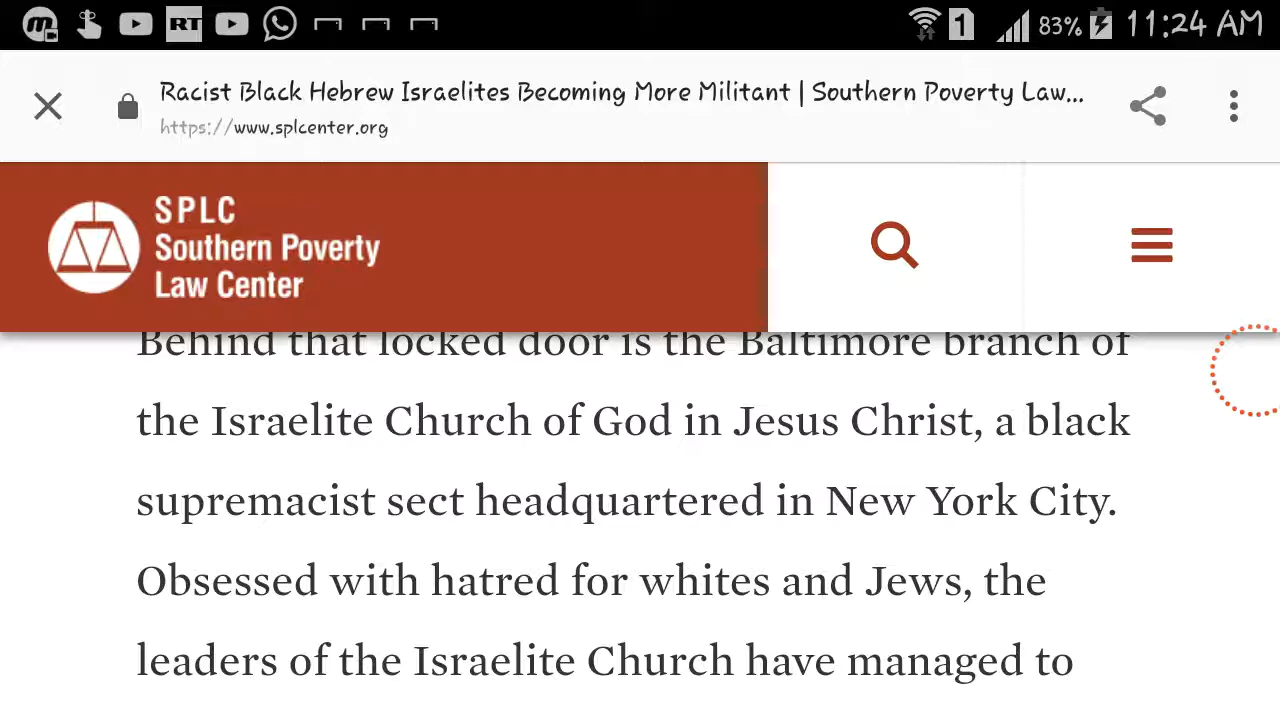 RT 1 83% 11:24 AM
Racist Black Hebrew Israelites Becoming More Militant | Southern Poverty Law...
https://www.splcenter.org
SPLC
Southern Poverty
Law Center
Behind that locked door is the Baltimore branch of
the Israelite Church of God in Jesus Christ, a black
supremacist sect headquartered in New York City.
Obsessed with hatred for whites and Jews, the
leaders of the Israelite Church have managed to